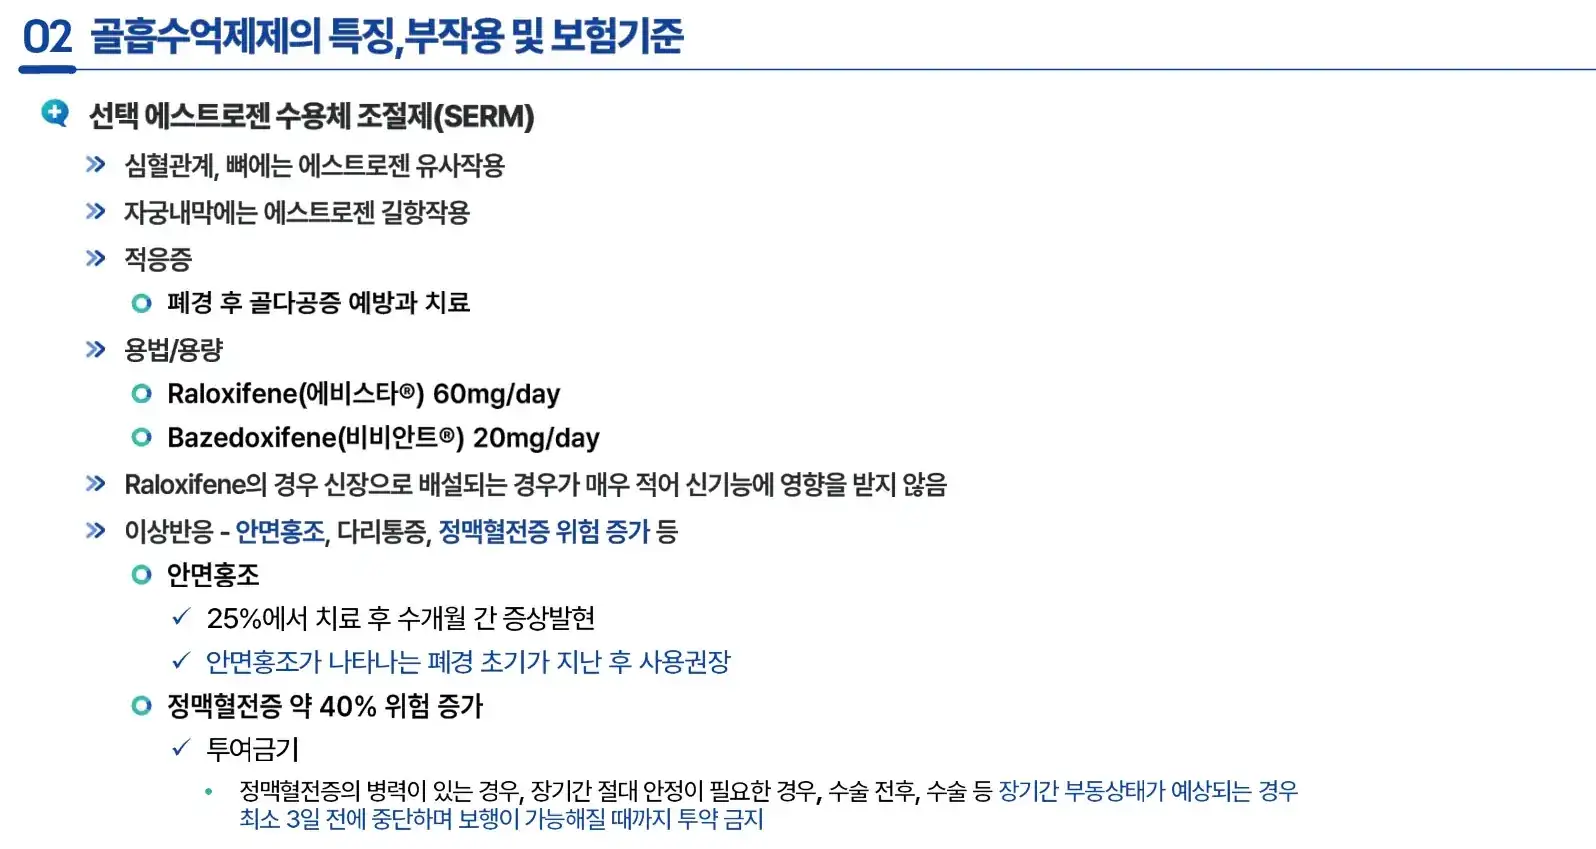 02 골흡수억제제의 특징,부작용 및 보험기준
선택 에스트로젠 수용체 조절제(SERM)
심혈관계, 뼈에는 에스트로젠 유사작용
자궁내막에는 에스트로젠 길항작용
적응증
폐경 후 골다공증 예방과 치료
용법/용량
Raloxifene(에비스타®) 60mg/day
Bazedoxifene(비비안트®) 20mg/day
Raloxifene의 경우 신장으로 배설되는 경우가 매우 적어 신기능에 영향을 받지 않음
이상반응 - 안면홍조, 다리통증, 정맥혈전증 위험 증가 등
안면홍조
25%에서 치료 후 수개월 간 증상발현
안면홍조가 나타나는 폐경 초기가 지난 후 사용권장
정맥혈전증 약 40% 위험 증가
투여금기
정맥혈전증의 병력이 있는 경우, 장기간 절대 안정이 필요한 경우, 수술 전후, 수술 등 장기간 부동상태가 예상되는 경우
최소 3일 전에 중단하며 보행이 가능해질 때까지 투약 금지